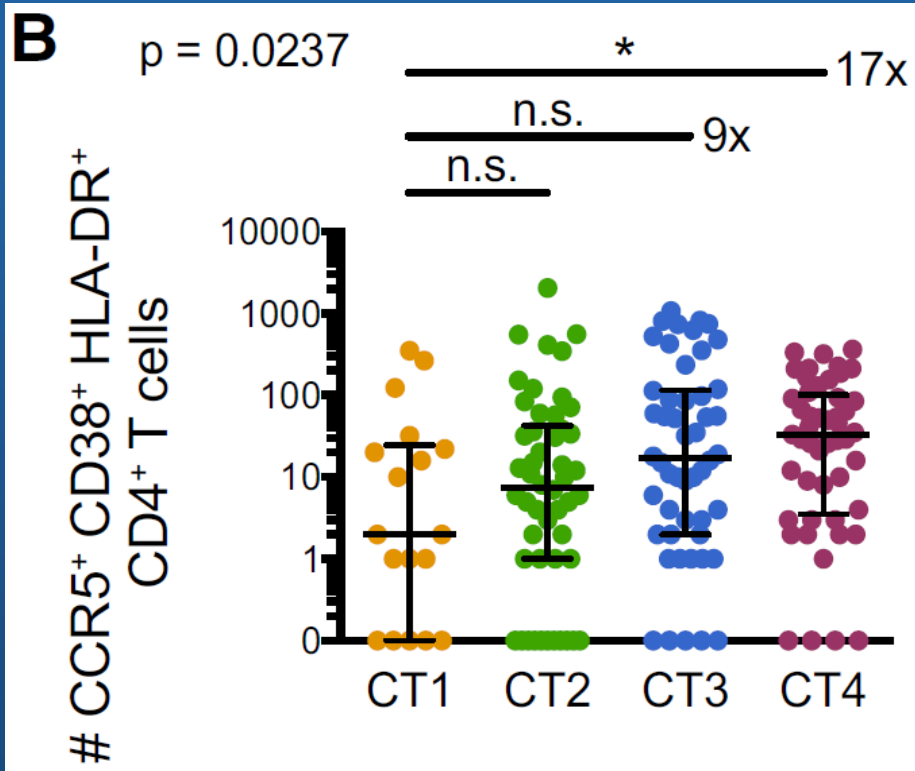 B
p = 0.0237
*
17x
n.s.
9x
n.s.
# CCR5⁺ CD38⁺ HLA-DR⁺
CD4⁺ T cells
10000
1000
100
10
1
0
CT1 CT2 CT3 CT4